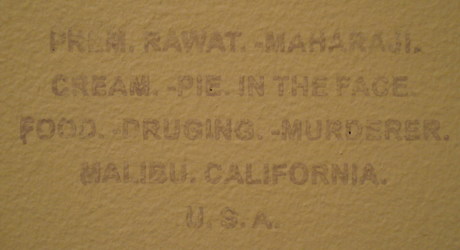 PREM. RAWAT. -MAHARAJI.
CREAM. -PIE. IN THE FACE.
FOOD. -DRUGING. -MURDERER.
MALIBU. CALIFORNIA.
U. S. A.